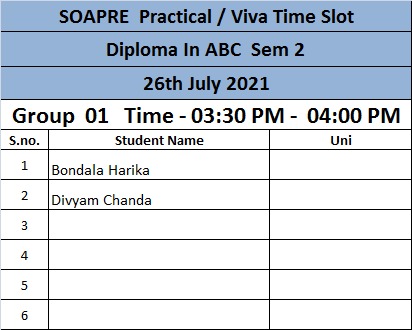 SOAPRE Practical / Viva Time Slot
Diploma In ABC Sem 2
26th July 2021
Group 01 Time - 03:30 PM - 04:00 PM
S.no. Student Name Uni
1 Bondala Harika
2 Divyam Chanda
3
4
5
6